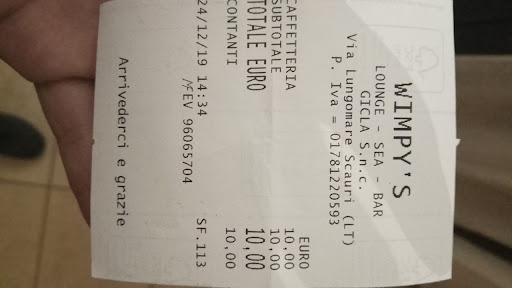 WIMPY'S
LOUNGE - SEA - BAR
GICLA S.n.c.
Via Lungomare Scauri (LT)
P. Iva = 01781220593
EURO
CAFFETTERIA 10,00
SUBTOTALE 10,00
TOTALE EURO 10,00
CONTANTI 10,00
24/12/19 14:34 SF.113
EV 96065704
Arrivederci e grazie